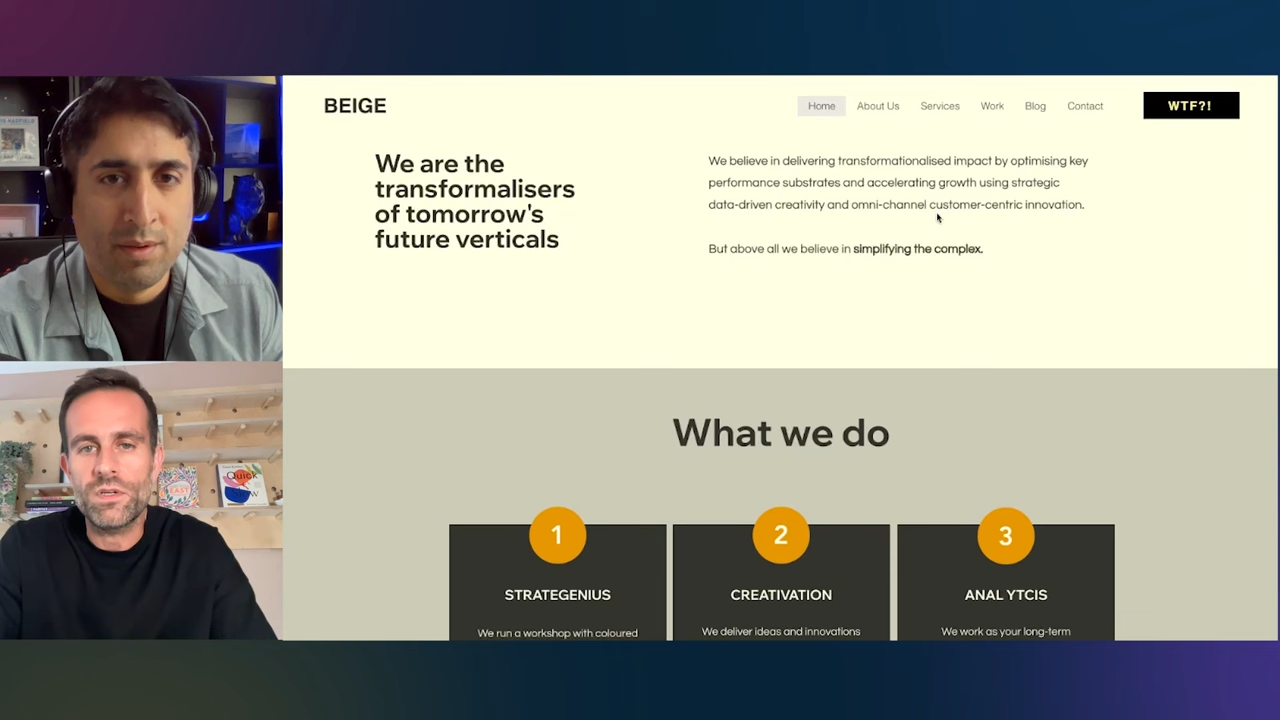 BEIGE
Home
About Us
Services
Work
Blog
Contact
WTF?!
We are the
transformalisers
of tomorrow's
future verticals
We believe in delivering transformationalised impact by optimising key
performance substrates and accelerating growth using strategic
data-driven creativity and omni-channel customer-centric innovation.
But above all we believe in simplifying the complex.
What we do
1
STRATEGENIUS
We run a workshop with coloured
2
CREATIVATION
We deliver ideas and innovations
3
ANAL YTCIS
We work as your long-term
EASY
Quick